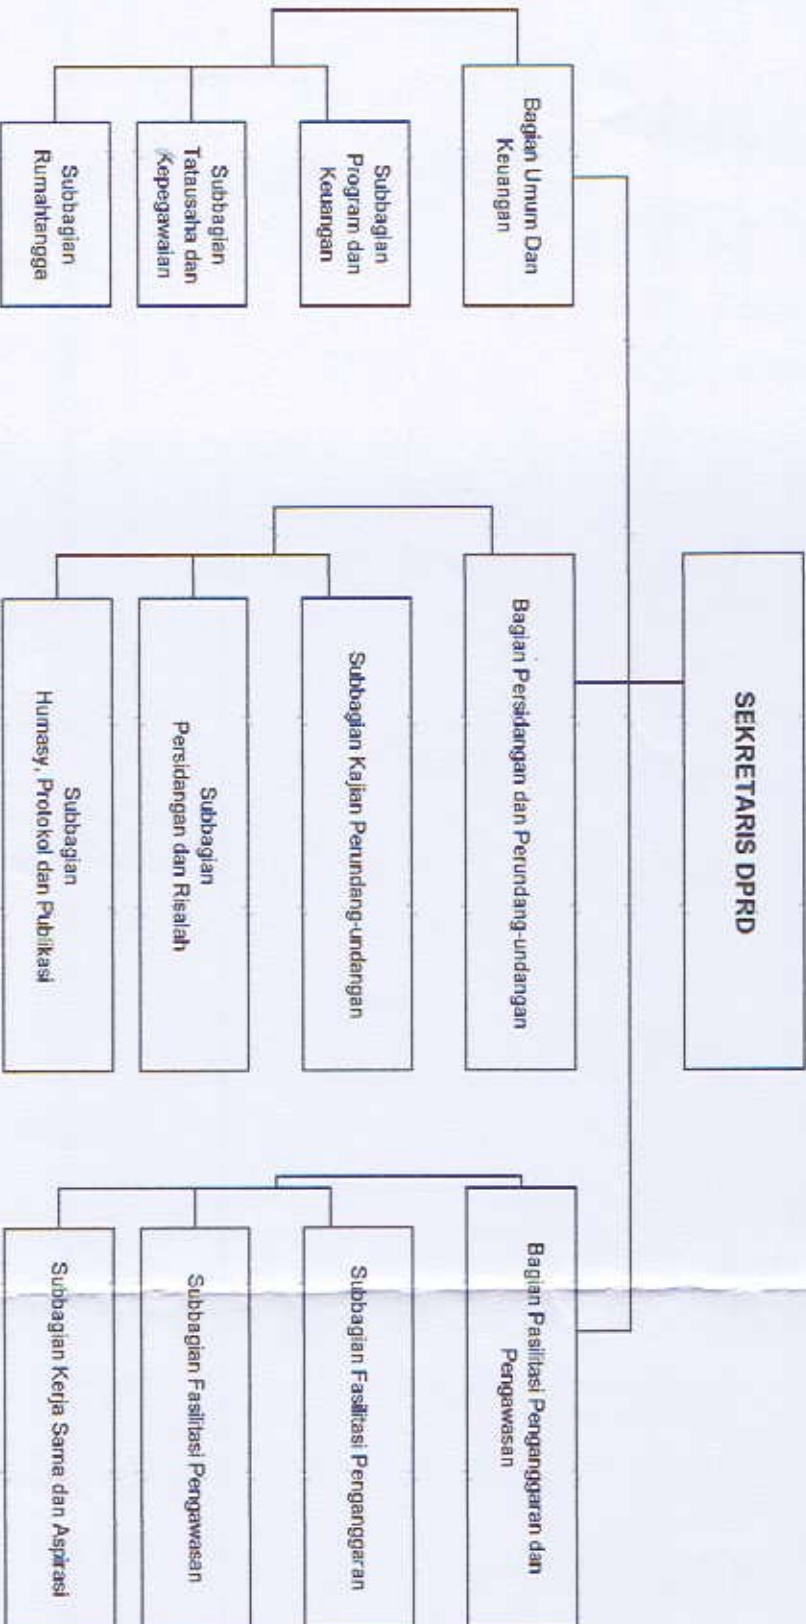 SEKRETARIS DPRD
Bagian Umum Dan
Keuangan
Subbagian
Program dan
Keuangan
Subbagian
Tatausaha dan
Kepegawaian
Subbagian
Rumahtangga
Bagian Persidangan dan Perundang-undangan
Subbagian Kajian Perundang-undangan
Subbagian
Persidangan dan Risalah
Subbagian
Humasy, Protokol dan Publikasi
Bagian Pasilitasi Penganggaran dan
Pengawasan
Subbagian Fasilitasi Penganggaran
Subbagian Fasilitasi Pengawasan
Subbagian Kerja Sama dan Aspirasi